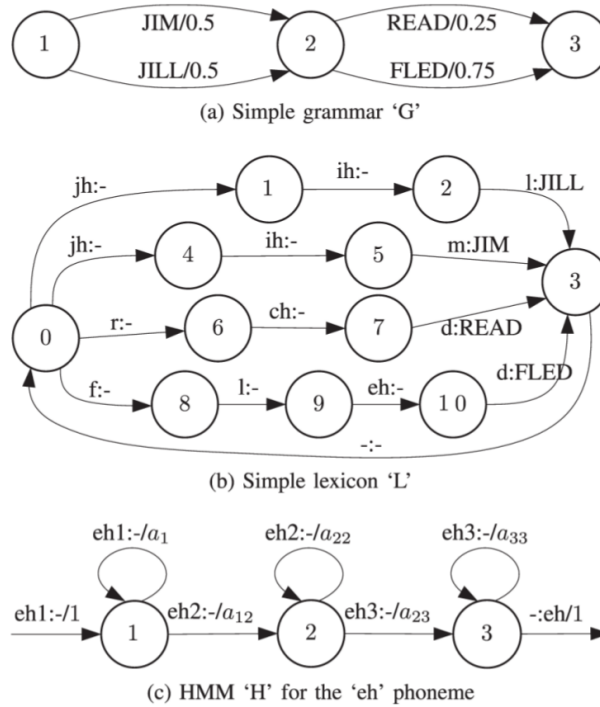 JIM/0.5 READ/0.25
1 2 3
JILL/0.5 FLED/0.75
(a) Simple grammar ‘G’
jh:- 1 ih:- 2 l:JILL
jh:- 4 ih:- 5 m:JIM
3
0 r:- 6 ch:- 7 d:READ
f:- 8 l:- 9 eh:- 10 d:FLED
-:-
(b) Simple lexicon ‘L’
eh1:-/a₁ eh2:-/a₂₂ eh3:-/a₃₃
eh1:-/1 1 eh2:-/a₁₂ 2 eh3:-/a₂₃ 3 -:eh/1
(c) HMM ‘H’ for the ‘eh’ phoneme